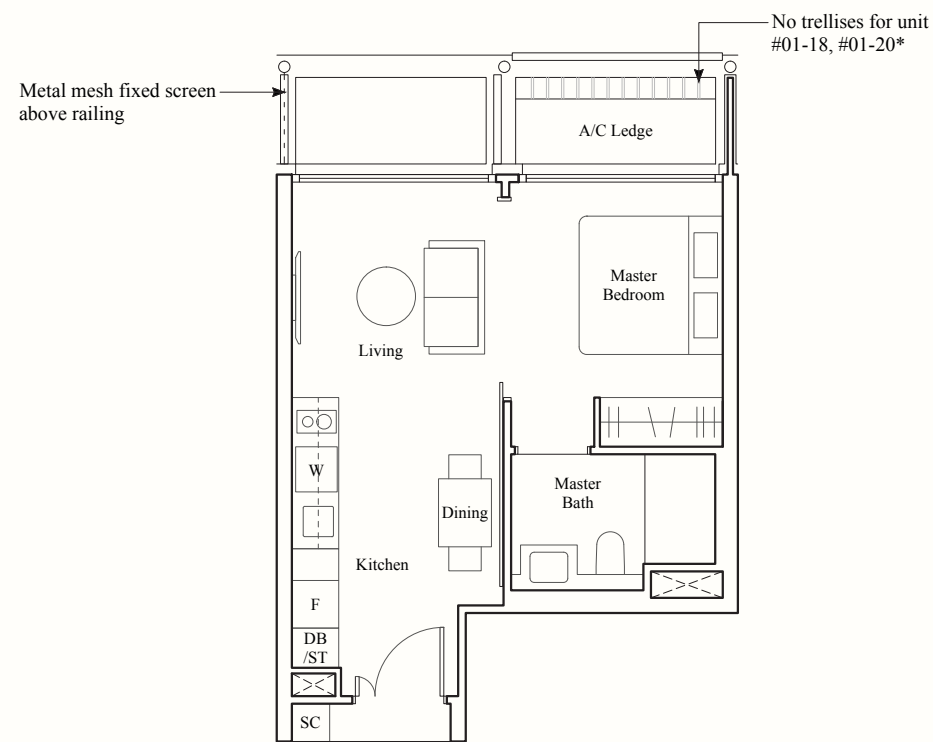 No trellises for unit
#01-18, #01-20*
Metal mesh fixed screen
above railing
A/C Ledge
Master
Bedroom
Living
W
Master
Bath
Dining
Kitchen
F
DB
/ST
SC